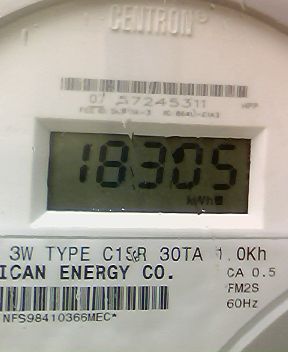 CENTRON®
07 57245311
18305
kWh
3W TYPE C1SR 30TA 1.0Kh
ICAN ENERGY CO.
CA 0.5
FM2S
60Hz
NFS98410366MEC*